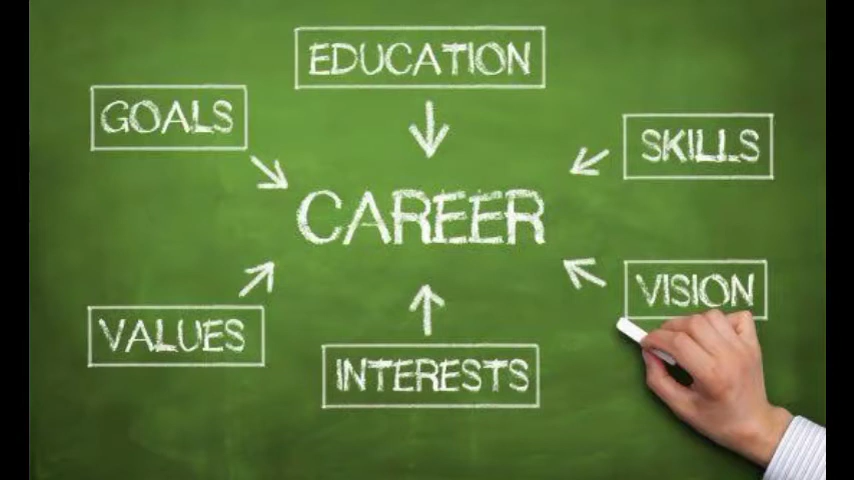 EDUCATION
GOALS
SKILLS
CAREER
VISION
VALUES
INTERESTS